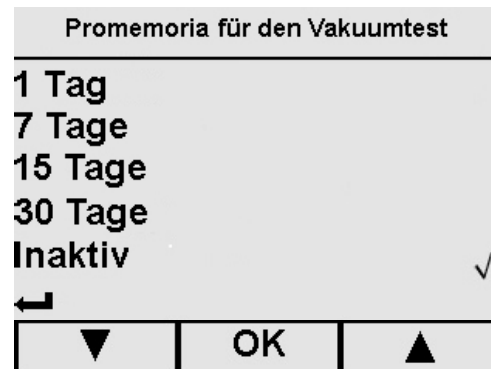 Promemoria für den Vakuumtest
1 Tag
7 Tage
15 Tage
30 Tage
Inaktiv
OK